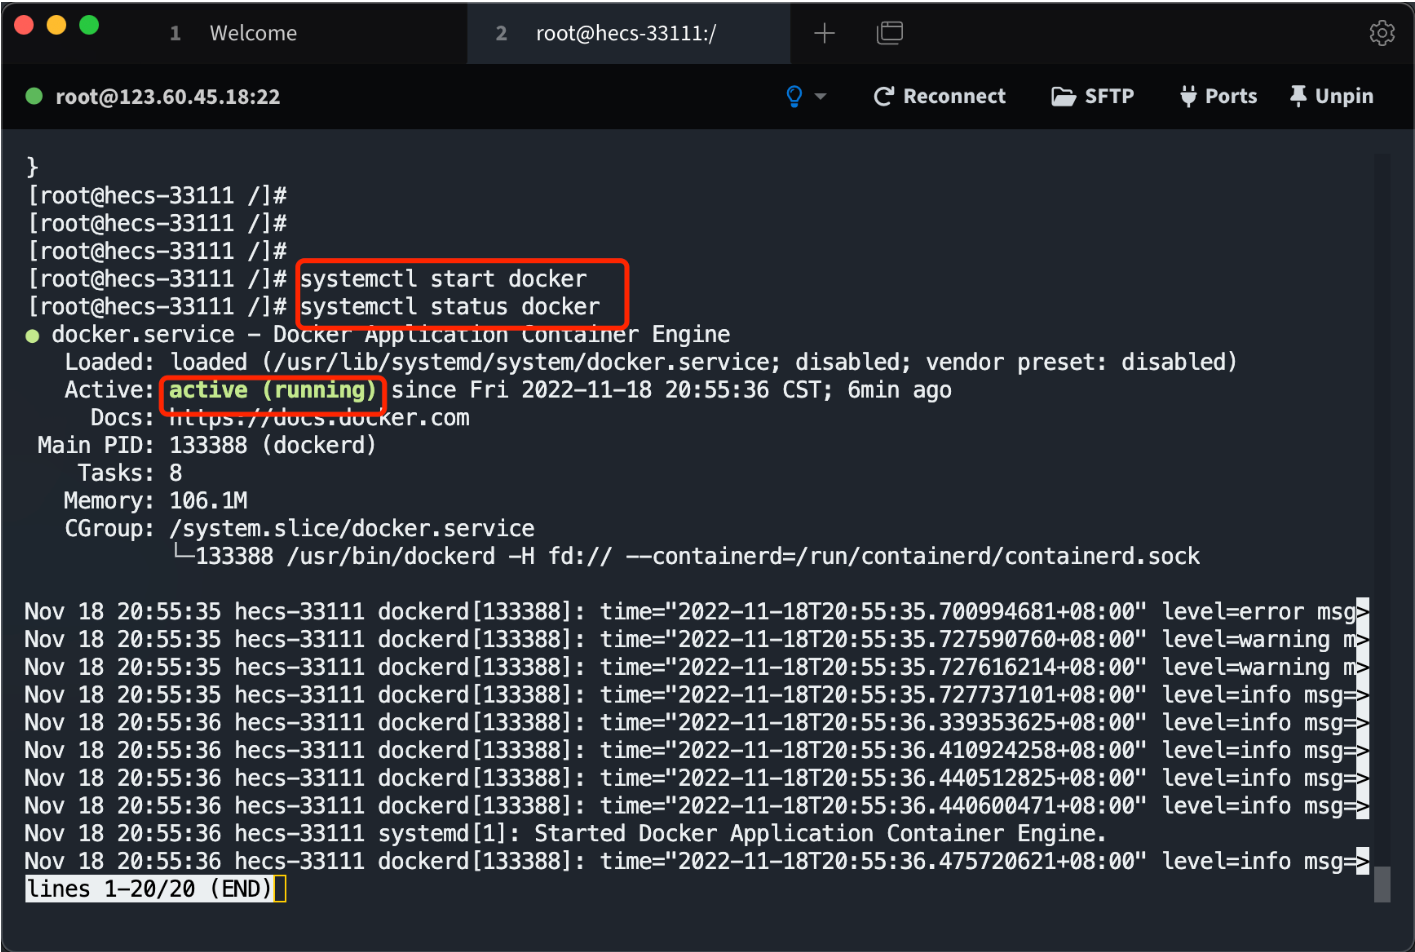 1 Welcome 2 root@hecs-33111:/
root@123.60.45.18:22 Reconnect SFTP Ports Unpin
}
[root@hecs-33111 /]#
[root@hecs-33111 /]#
[root@hecs-33111 /]#
[root@hecs-33111 /]# systemctl start docker
[root@hecs-33111 /]# systemctl status docker
● docker.service - Docker Application Container Engine
Loaded: loaded (/usr/lib/systemd/system/docker.service; disabled; vendor preset: disabled)
Active: active (running) since Fri 2022-11-18 20:55:36 CST; 6min ago
Docs: https://docs.docker.com
Main PID: 133388 (dockerd)
Tasks: 8
Memory: 106.1M
CGroup: /system.slice/docker.service
└─133388 /usr/bin/dockerd -H fd:// --containerd=/run/containerd/containerd.sock
Nov 18 20:55:35 hecs-33111 dockerd[133388]: time="2022-11-18T20:55:35.700994681+08:00" level=error msg>
Nov 18 20:55:35 hecs-33111 dockerd[133388]: time="2022-11-18T20:55:35.727590760+08:00" level=warning m>
Nov 18 20:55:35 hecs-33111 dockerd[133388]: time="2022-11-18T20:55:35.727616214+08:00" level=warning m>
Nov 18 20:55:35 hecs-33111 dockerd[133388]: time="2022-11-18T20:55:35.727737101+08:00" level=info msg=>
Nov 18 20:55:36 hecs-33111 dockerd[133388]: time="2022-11-18T20:55:36.339353625+08:00" level=info msg=>
Nov 18 20:55:36 hecs-33111 dockerd[133388]: time="2022-11-18T20:55:36.410924258+08:00" level=info msg=>
Nov 18 20:55:36 hecs-33111 dockerd[133388]: time="2022-11-18T20:55:36.440512825+08:00" level=info msg=>
Nov 18 20:55:36 hecs-33111 dockerd[133388]: time="2022-11-18T20:55:36.440600471+08:00" level=info msg=>
Nov 18 20:55:36 hecs-33111 systemd[1]: Started Docker Application Container Engine.
Nov 18 20:55:36 hecs-33111 dockerd[133388]: time="2022-11-18T20:55:36.475720621+08:00" level=info msg=>
lines 1-20/20 (END)